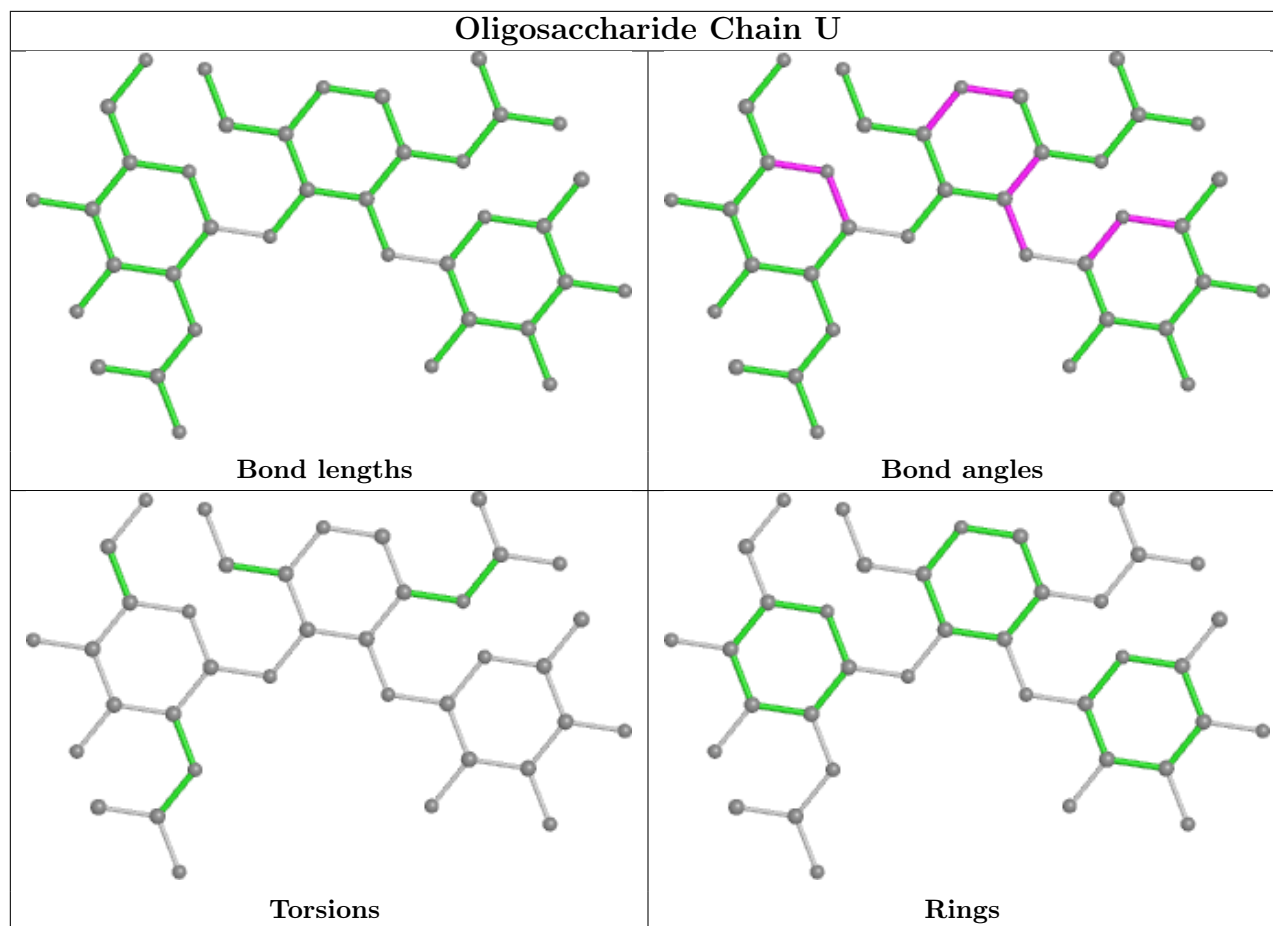 Oligosaccharide Chain U
Bond lengths
Bond angles
Torsions
Rings